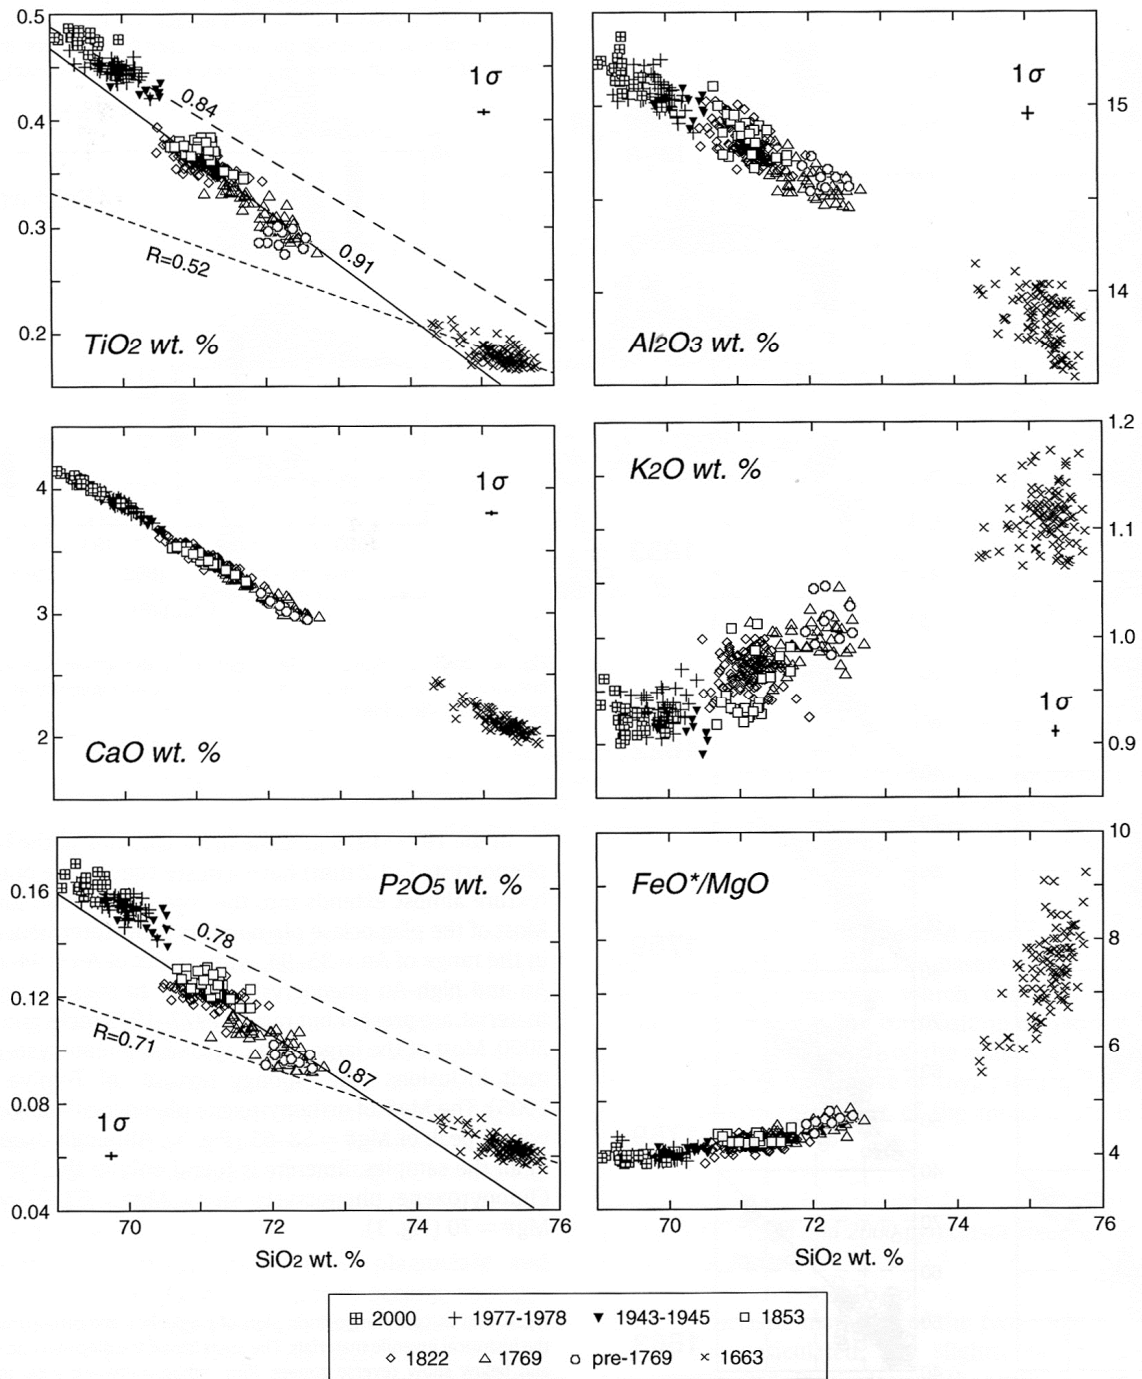 0.5
0.4
0.3
0.2
0.84
0.91
R=0.52
1σ
TiO2 wt. %
15
14
1σ
Al2O3 wt. %
4
3
2
1σ
CaO wt. %
1.2
1.1
1.0
0.9
K2O wt. %
1σ
0.16
0.12
0.08
0.04
P2O5 wt. %
0.78
R=0.71
0.87
1σ
70 72 74 76
SiO2 wt. %
10
8
6
4
FeO*/MgO
70 72 74 76
SiO2 wt. %
2000 1977-1978 1943-1945 1853
1822 1769 pre-1769 1663